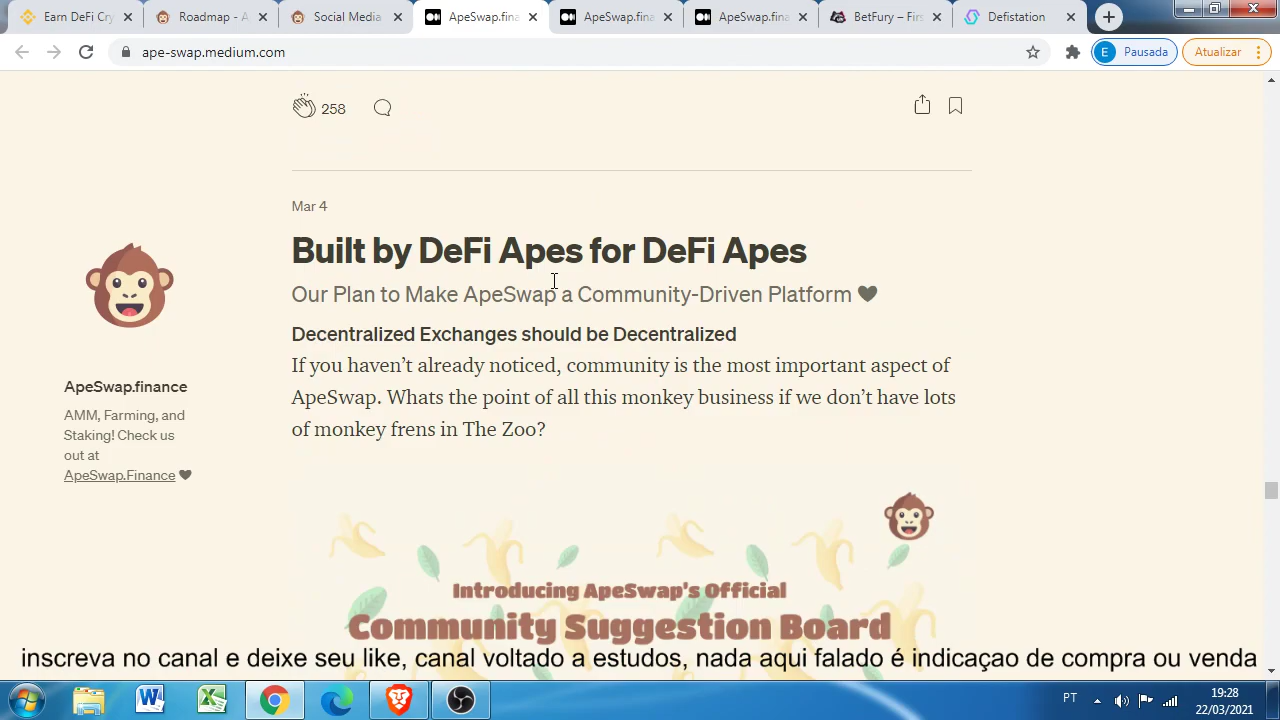 Earn DeFi Cry
Roadmap - A
Social Media
ApeSwap.fina
ApeSwap.fina
ApeSwap.fina
BetFury – Firs
Defistation
ape-swap.medium.com
E
Pausada
Atualizar
258
Mar 4
Built by DeFi Apes for DeFi Apes
Our Plan to Make ApeSwap a Community-Driven Platform
Decentralized Exchanges should be Decentralized
If you haven’t already noticed, community is the most important aspect of
ApeSwap. Whats the point of all this monkey business if we don’t have lots
of monkey frens in The Zoo?
ApeSwap.finance
AMM, Farming, and
Staking! Check us
out at
ApeSwap.Finance
Introducing ApeSwap's Official
Community Suggestion Board
inscreva no canal e deixe seu like, canal voltado a estudos, nada aqui falado é indicaçao de compra ou venda
PT
19:28
22/03/2021